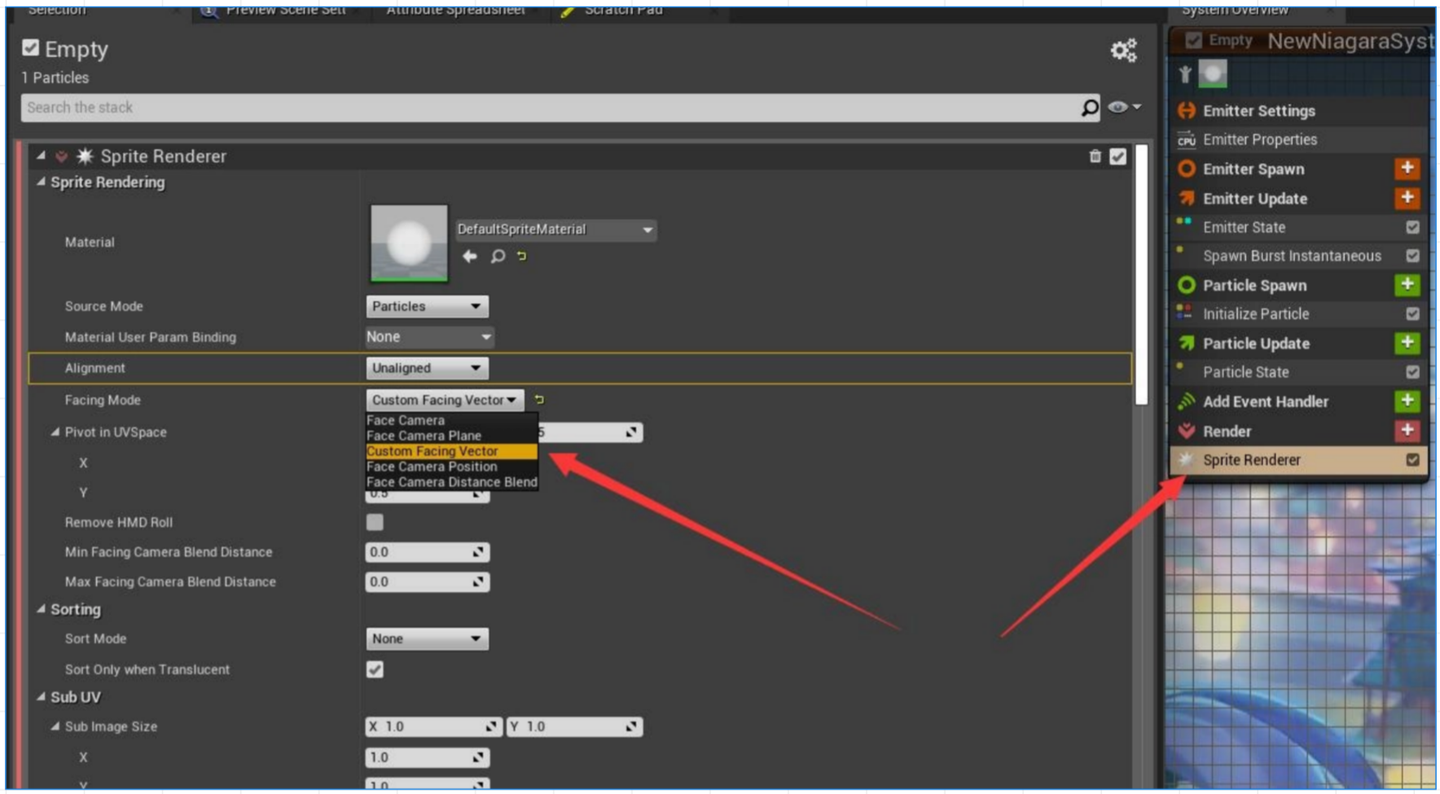 Selection
Preview Scene Sett
Attribute Spreadsheet
Scratch Pad
Empty
1 Particles
Search the stack
Sprite Renderer
Sprite Rendering
Material
DefaultSpriteMaterial
Source Mode
Particles
Material User Param Binding
None
Alignment
Unaligned
Facing Mode
Custom Facing Vector
Face Camera
Face Camera Plane
Custom Facing Vector
Face Camera Position
Face Camera Distance Blend
Pivot in UVSpace
5
X
Y
0.5
Remove HMD Roll
Min Facing Camera Blend Distance
0.0
Max Facing Camera Blend Distance
0.0
Sorting
Sort Mode
None
Sort Only when Translucent
Sub UV
Sub Image Size
X 1.0
Y 1.0
X
1.0
Y
1.0
System Overview
Empty
NewNiagaraSyst
Emitter Settings
CPU
Emitter Properties
Emitter Spawn
Emitter Update
Emitter State
Spawn Burst Instantaneous
Particle Spawn
Initialize Particle
Particle Update
Particle State
Add Event Handler
Render
Sprite Renderer